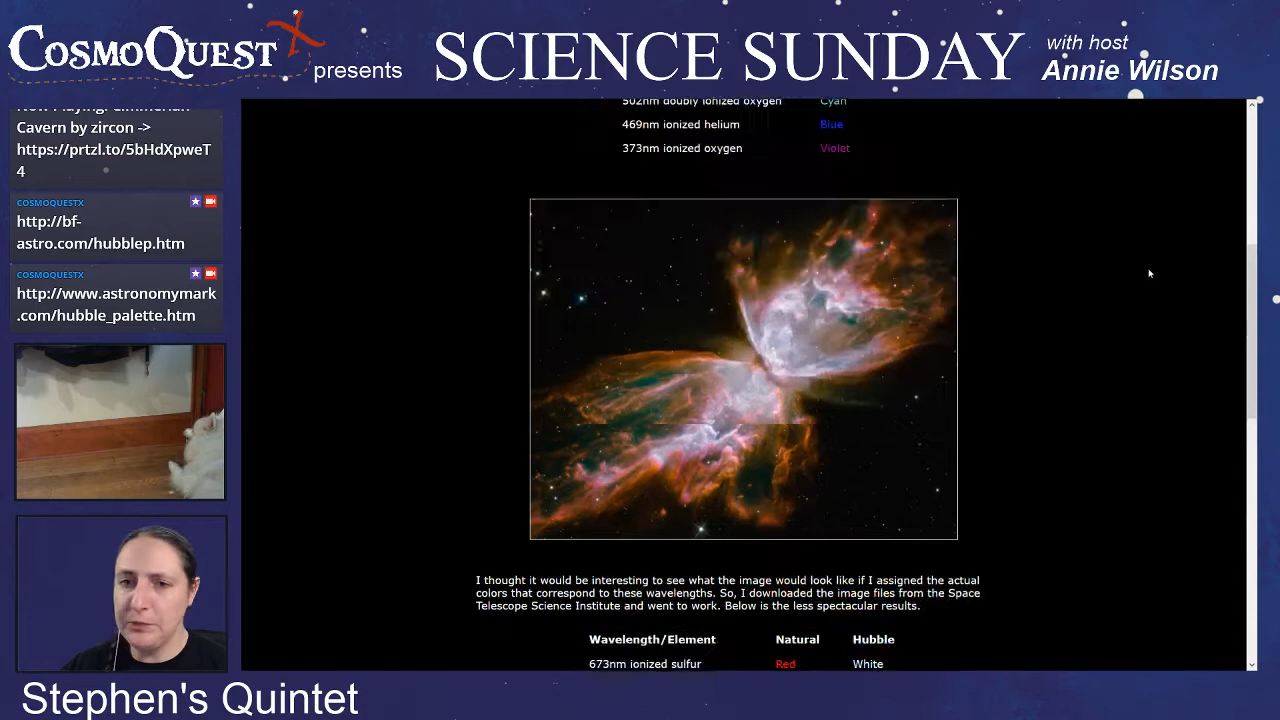 COSMOQUEST X presents
SCIENCE SUNDAY
with host
Annie Wilson
Cavern by zircon ->
https://prtzl.to/5bHdXpweT
4
COSMOQUESTX
http://bf-
astro.com/hubblep.htm
COSMOQUESTX
http://www.astronomymark
.com/hubble_palette.htm
502nm doubly ionized oxygen Cyan
469nm ionized helium Blue
373nm ionized oxygen Violet
I thought it would be interesting to see what the image would look like if I assigned the actual
colors that correspond to these wavelengths. So, I downloaded the image files from the Space
Telescope Science Institute and went to work. Below is the less spectacular results.
Wavelength/Element Natural Hubble
673nm ionized sulfur Red White
Stephen's Quintet